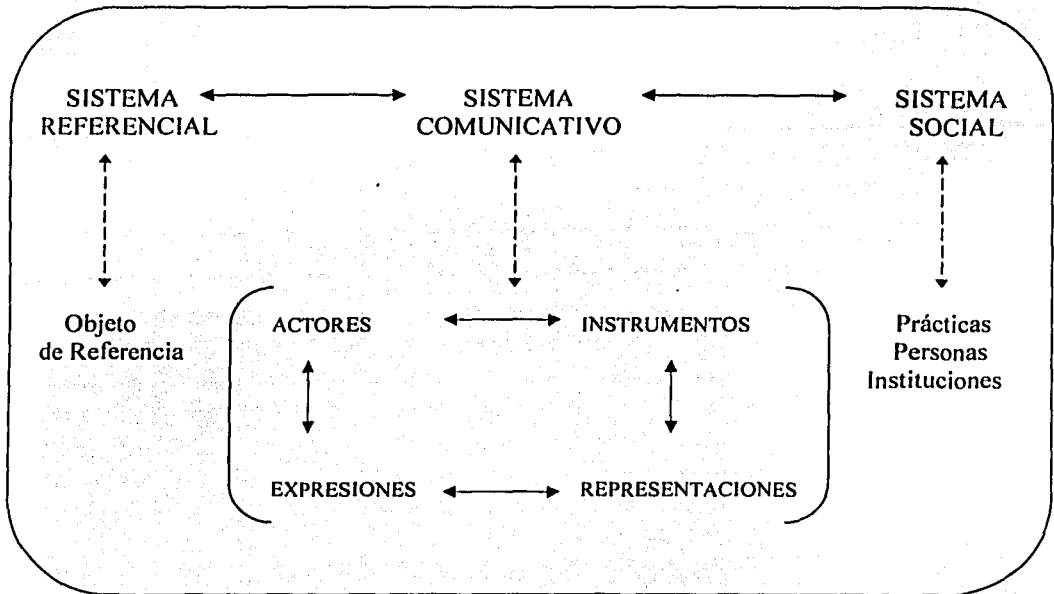 SISTEMA
REFERENCIAL
SISTEMA
COMUNICATIVO
SISTEMA
SOCIAL
Objeto
de Referencia
ACTORES
INSTRUMENTOS
EXPRESIONES
REPRESENTACIONES
Prácticas
Personas
Instituciones